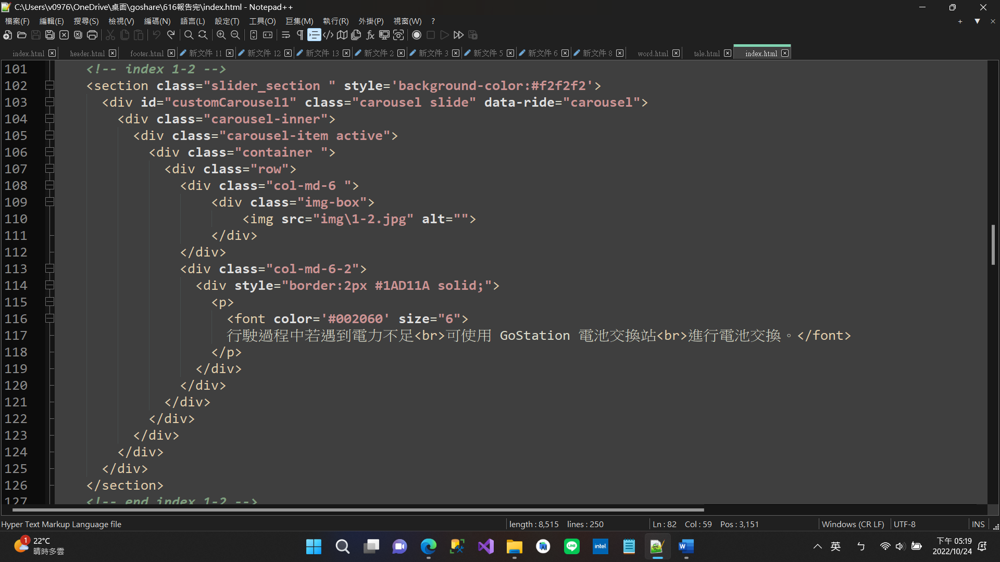 C:\Users\v0976\OneDrive\桌面\goshare\616報告完\index.html - Notepad++
檔案(F) 編輯(E) 搜尋(S) 檢視(V) 編碼(N) 語言(L) 設定(T) 工具(O) 巨集(M) 執行(R) 外掛(P) 視窗(W) ?
index.html header.html footer.html 新文件 11 新文件 12 新文件 13 新文件 2 新文件 3 新文件 5 新文件 6 新文件 8 word.html tale.html index.html
101 <!-- index 1-2 -->
102 <section class="slider_section " style='background-color:#f2f2f2'>
103 <div id="customCarousel1" class="carousel slide" data-ride="carousel">
104 <div class="carousel-inner">
105 <div class="carousel-item active">
106 <div class="container ">
107 <div class="row">
108 <div class="col-md-6 ">
109 <div class="img-box">
110 <img src="img\1-2.jpg" alt="">
111 </div>
112 </div>
113 <div class="col-md-6-2">
114 <div style="border:2px #1AD11A solid;">
115 <p>
116 <font color='#002060' size="6">
117 行駛過程中若遇到電力不足<br>可使用 GoStation 電池交換站<br>進行電池交換。</font>
118 </p>
119 </div>
120 </div>
121 </div>
122 </div>
123 </div>
124 </div>
125 </div>
126 </section>
127 <!-- end index 1-2 -->
Hyper Text Markup Language file length : 8,515 lines : 250 Ln : 82 Col : 59 Pos : 3,151 Windows (CR LF) UTF-8 INS
1 22°C
晴時多雲
LINE intel W 英 ㄅ
下午 05:19
2022/10/24